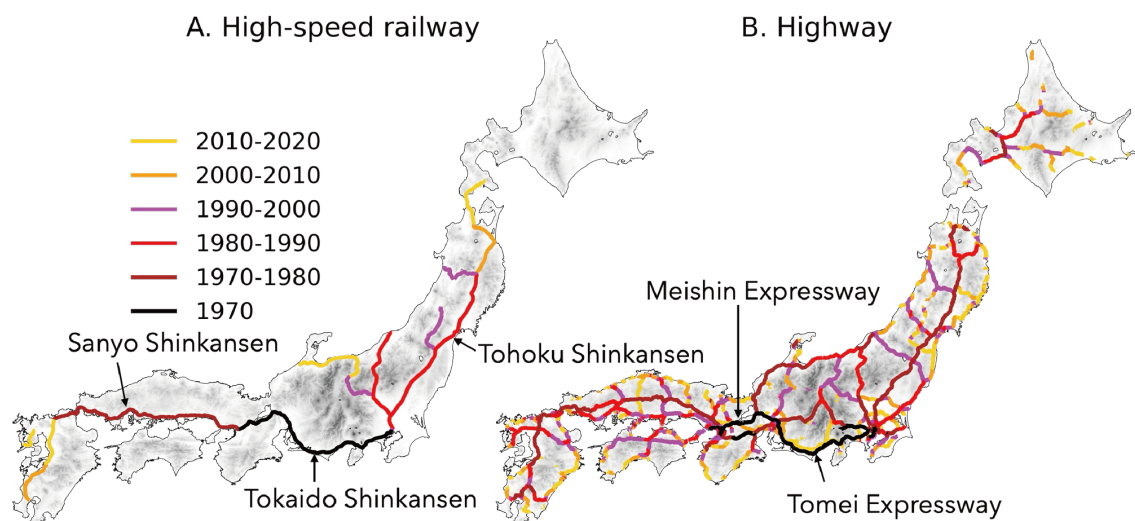 A. High-speed railway
B. Highway
2010-2020
2000-2010
1990-2000
1980-1990
1970-1980
1970
Sanyo Shinkansen
Tohoku Shinkansen
Tokaido Shinkansen
Meishin Expressway
Tomei Expressway